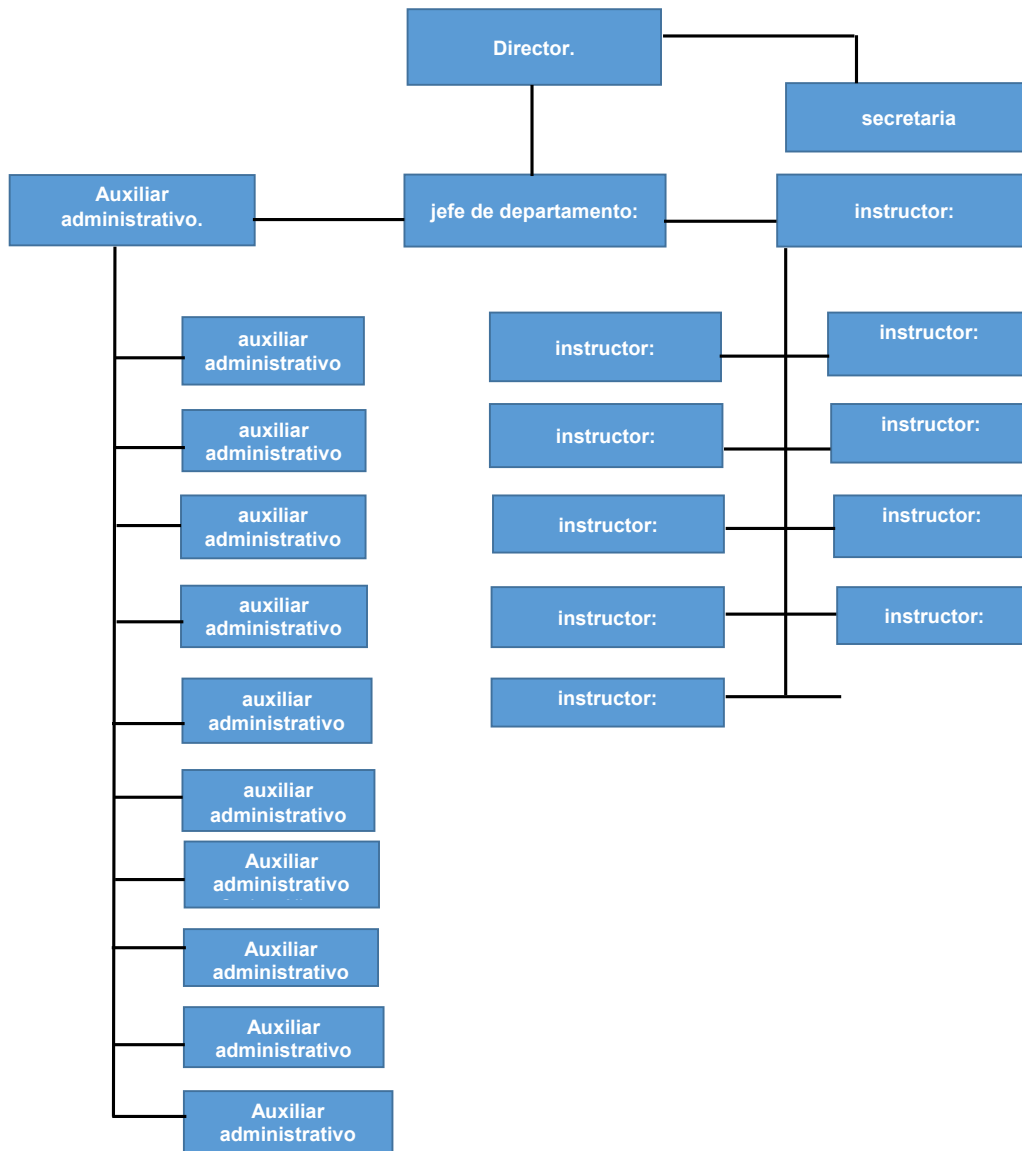 Director.
secretaria
Auxiliar
administrativo.
jefe de departamento:
instructor:
auxiliar
administrativo
instructor:
instructor:
auxiliar
administrativo
instructor:
instructor:
auxiliar
administrativo
instructor:
instructor:
auxiliar
administrativo
instructor:
instructor:
auxiliar
administrativo
instructor:
auxiliar
administrativo
Auxiliar
administrativo
Auxiliar
administrativo
Auxiliar
administrativo
Auxiliar
administrativo